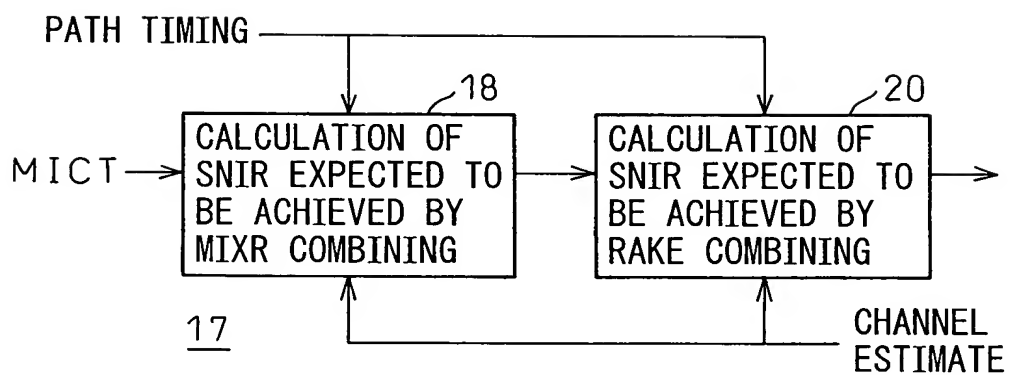 PATH TIMING
18
20
MICT
CALCULATION OF
SNIR EXPECTED TO
BE ACHIEVED BY
MIXR COMBINING
CALCULATION OF
SNIR EXPECTED TO
BE ACHIEVED BY
RAKE COMBINING
17
CHANNEL
ESTIMATE